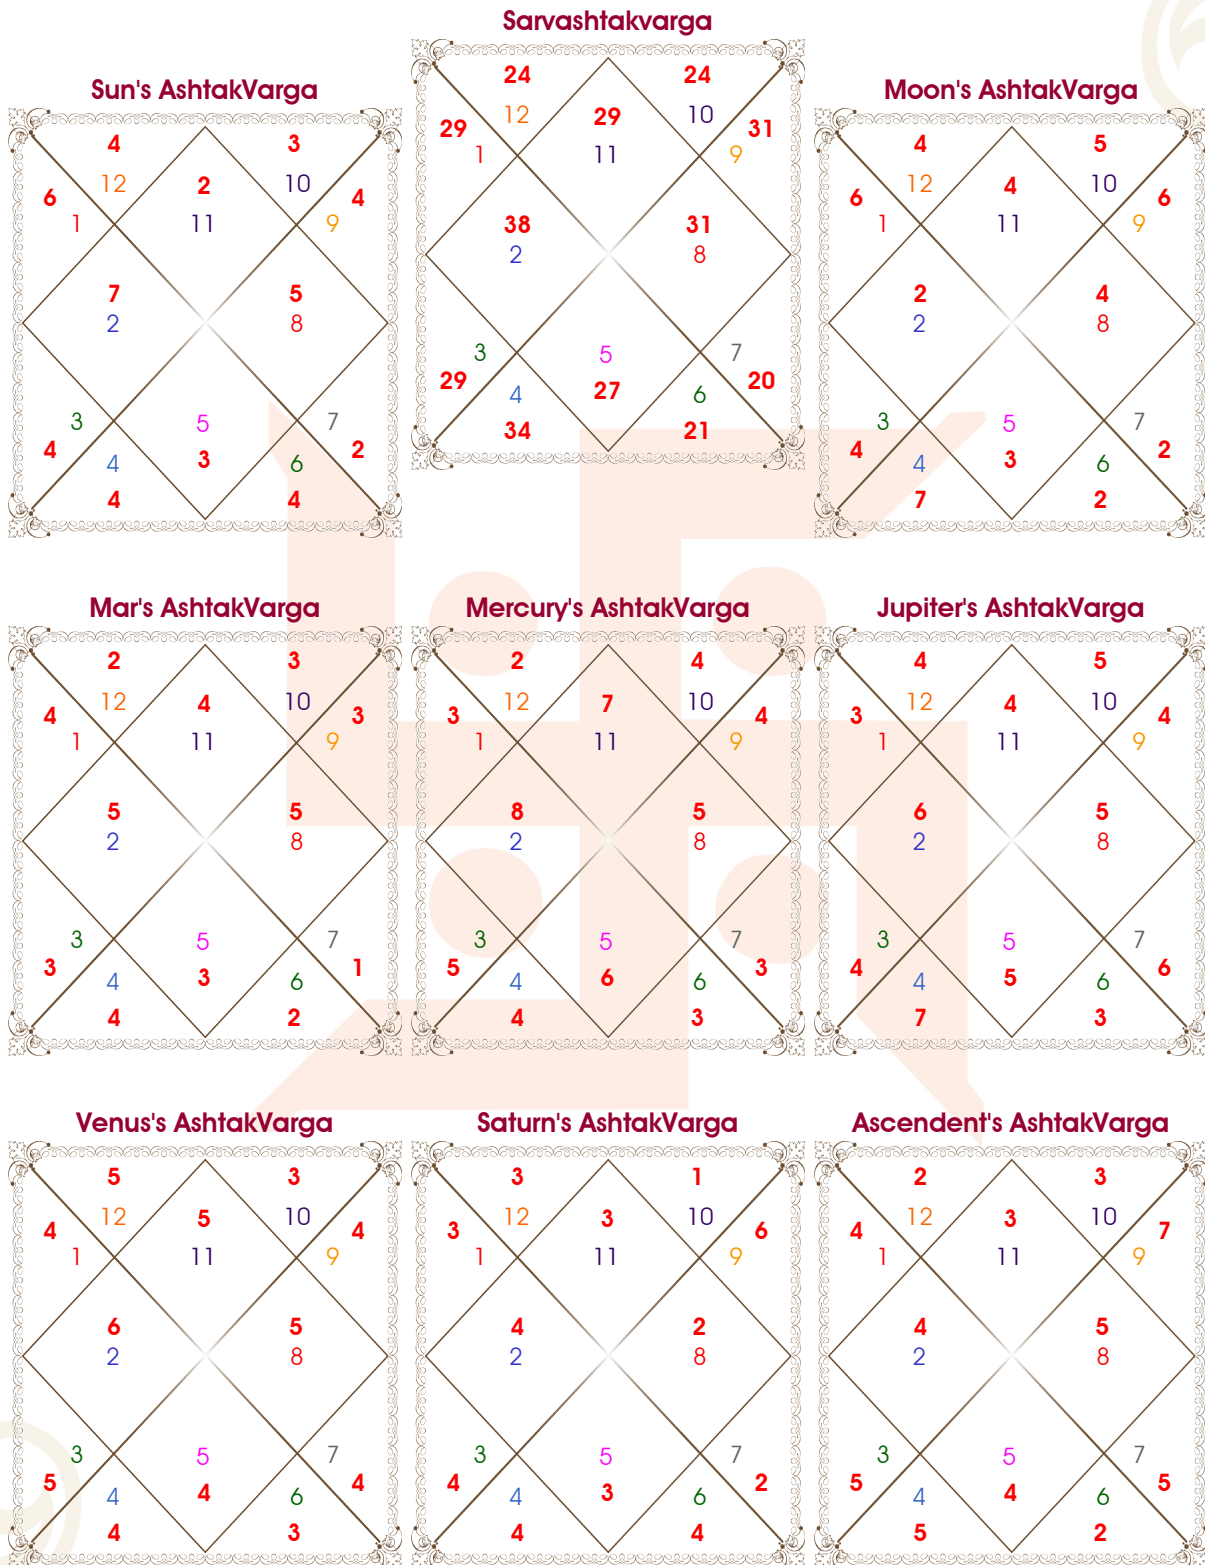 Sarvashtakvarga
24 24
29 12 29 10 31
1 11 9
38 31
2 8
3 5 7
29 4 27 6 20
34 21
Sun's AshtakVarga
4 3
6 12 2 10 4
1 11 9
7 5
2 8
3 5 7
4 4 3 6 2
4 4
Moon's AshtakVarga
4 5
6 12 4 10 6
1 11 9
2 4
2 8
3 5 7
4 4 3 6 2
7 2
Mar's AshtakVarga
2 3
4 12 4 10 3
1 11 9
5 5
2 8
3 5 7
3 4 3 6 1
4 2
Mercury's AshtakVarga
2 4
3 12 7 10 4
1 11 9
8 5
2 8
3 5 7
5 4 6 6 3
4 3
Jupiter's AshtakVarga
4 5
3 12 4 10 4
1 11 9
6 5
2 8
3 5 7
4 4 5 6 6
7 3
Venus's AshtakVarga
5 3
4 12 5 10 4
1 11 9
6 5
2 8
3 5 7
5 4 4 6 4
4 3
Saturn's AshtakVarga
3 1
3 12 3 10 6
1 11 9
4 2
2 8
3 5 7
4 4 3 6 2
4 4
Ascendent's AshtakVarga
2 3
4 12 3 10 7
1 11 9
4 5
2 8
3 5 7
5 4 4 6 5
5 2